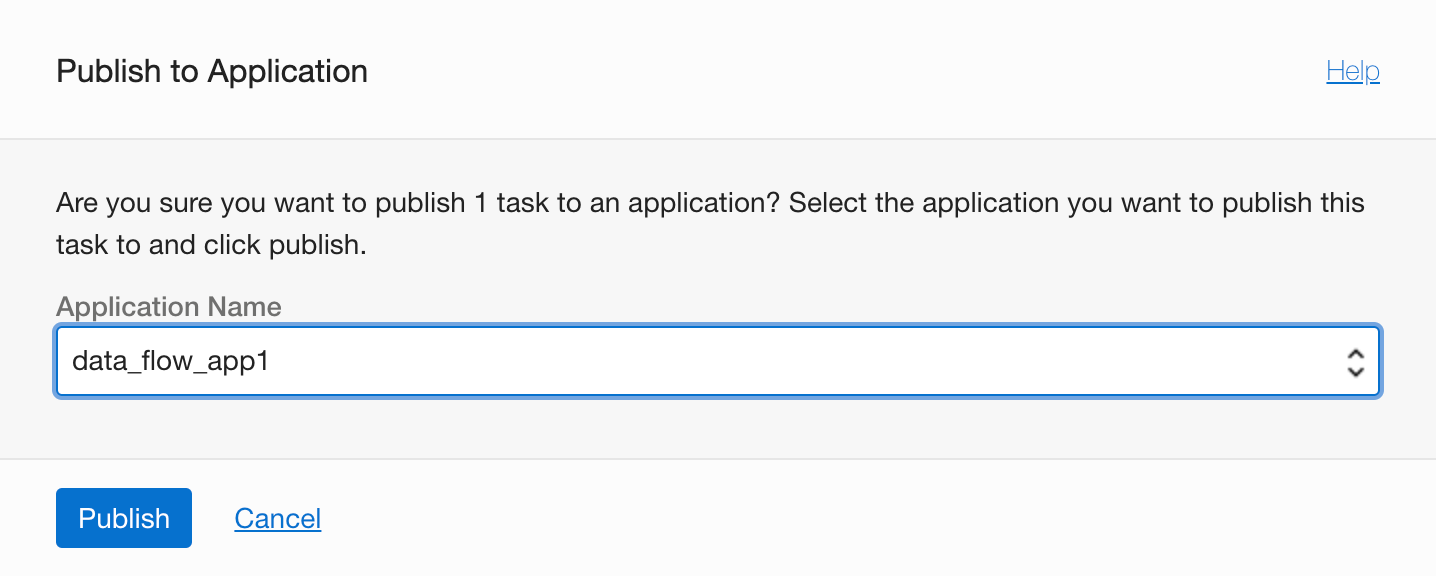 Publish to Application
Help
Are you sure you want to publish 1 task to an application? Select the application you want to publish this
task to and click publish.
Application Name
data_flow_app1
Publish
Cancel